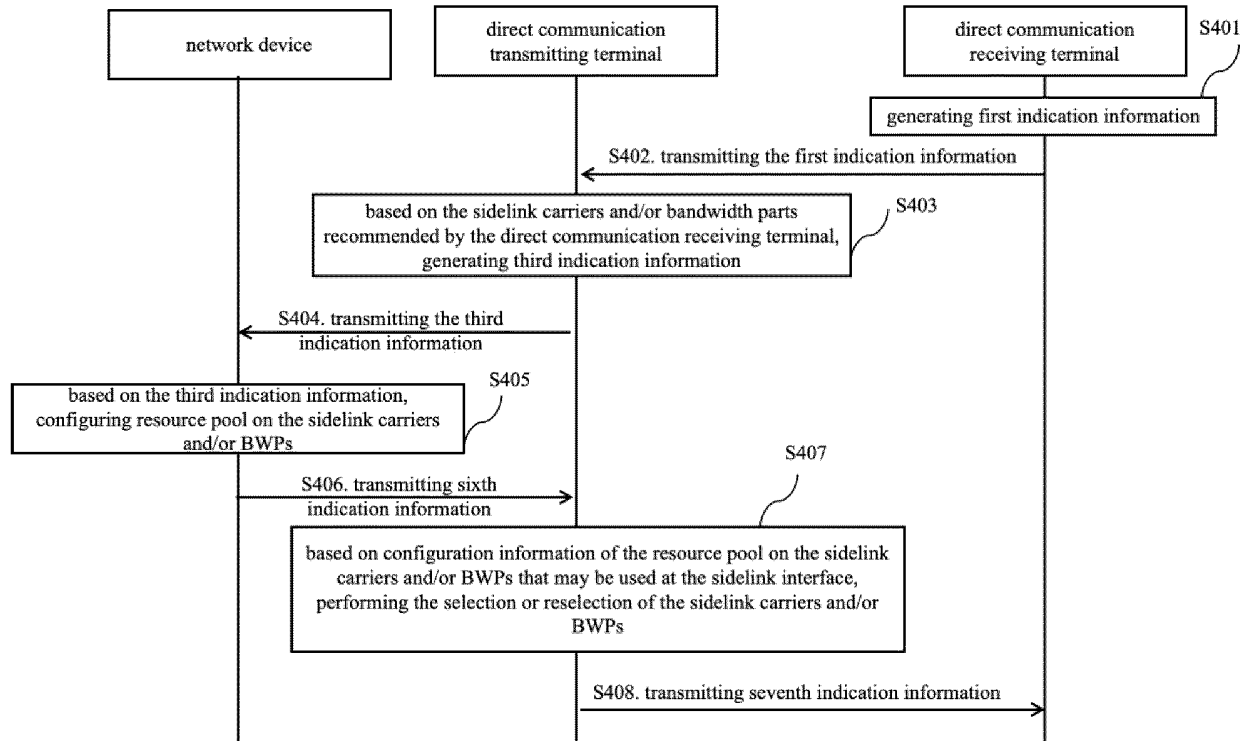 network device
direct communication
transmitting terminal
direct communication
receiving terminal
S401
generating first indication information
S402. transmitting the first indication information
based on the sidelink carriers and/or bandwidth parts
recommended by the direct communication receiving terminal,
generating third indication information
S403
S404. transmitting the third
indication information
based on the third indication information,
configuring resource pool on the sidelink carriers
and/or BWPs
S405
S406. transmitting sixth
indication information
S407
based on configuration information of the resource pool on the sidelink
carriers and/or BWPs that may be used at the sidelink interface,
performing the selection or reselection of the sidelink carriers and/or
BWPs
S408. transmitting seventh indication information